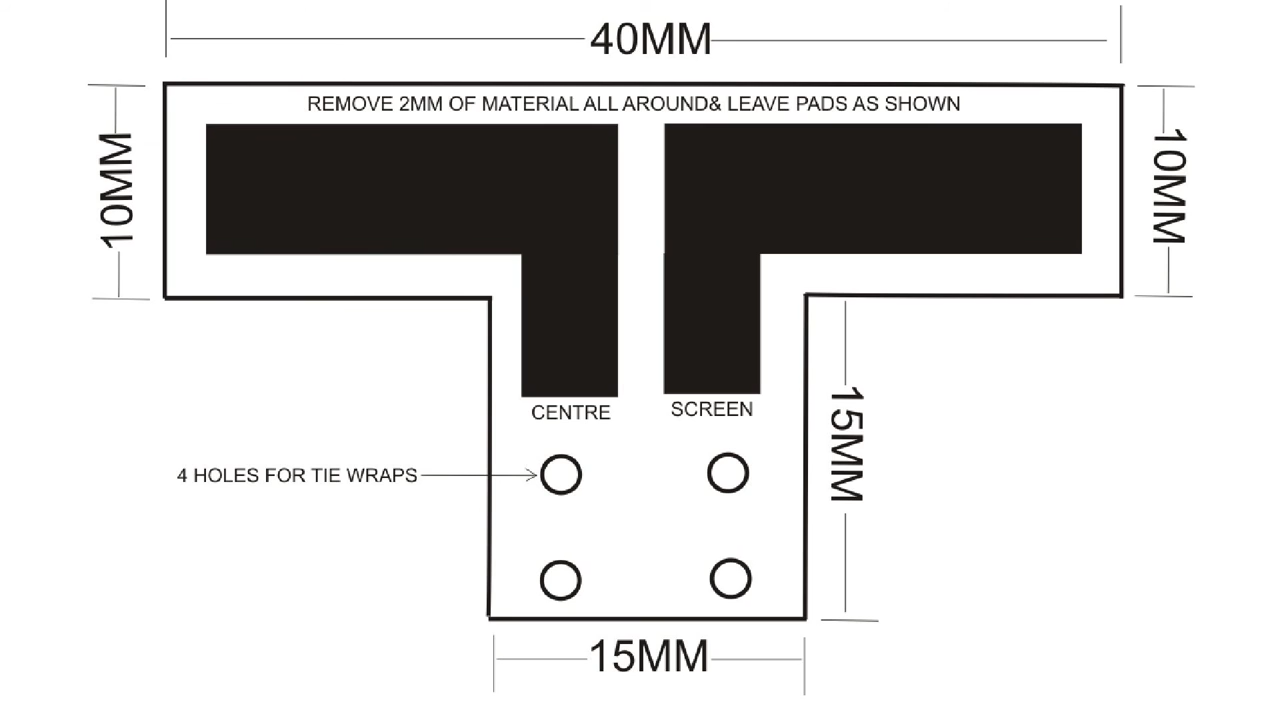 40MM
REMOVE 2MM OF MATERIAL ALL AROUND& LEAVE PADS AS SHOWN
10MM
10MM
CENTRE
SCREEN
15MM
4 HOLES FOR TIE WRAPS
15MM